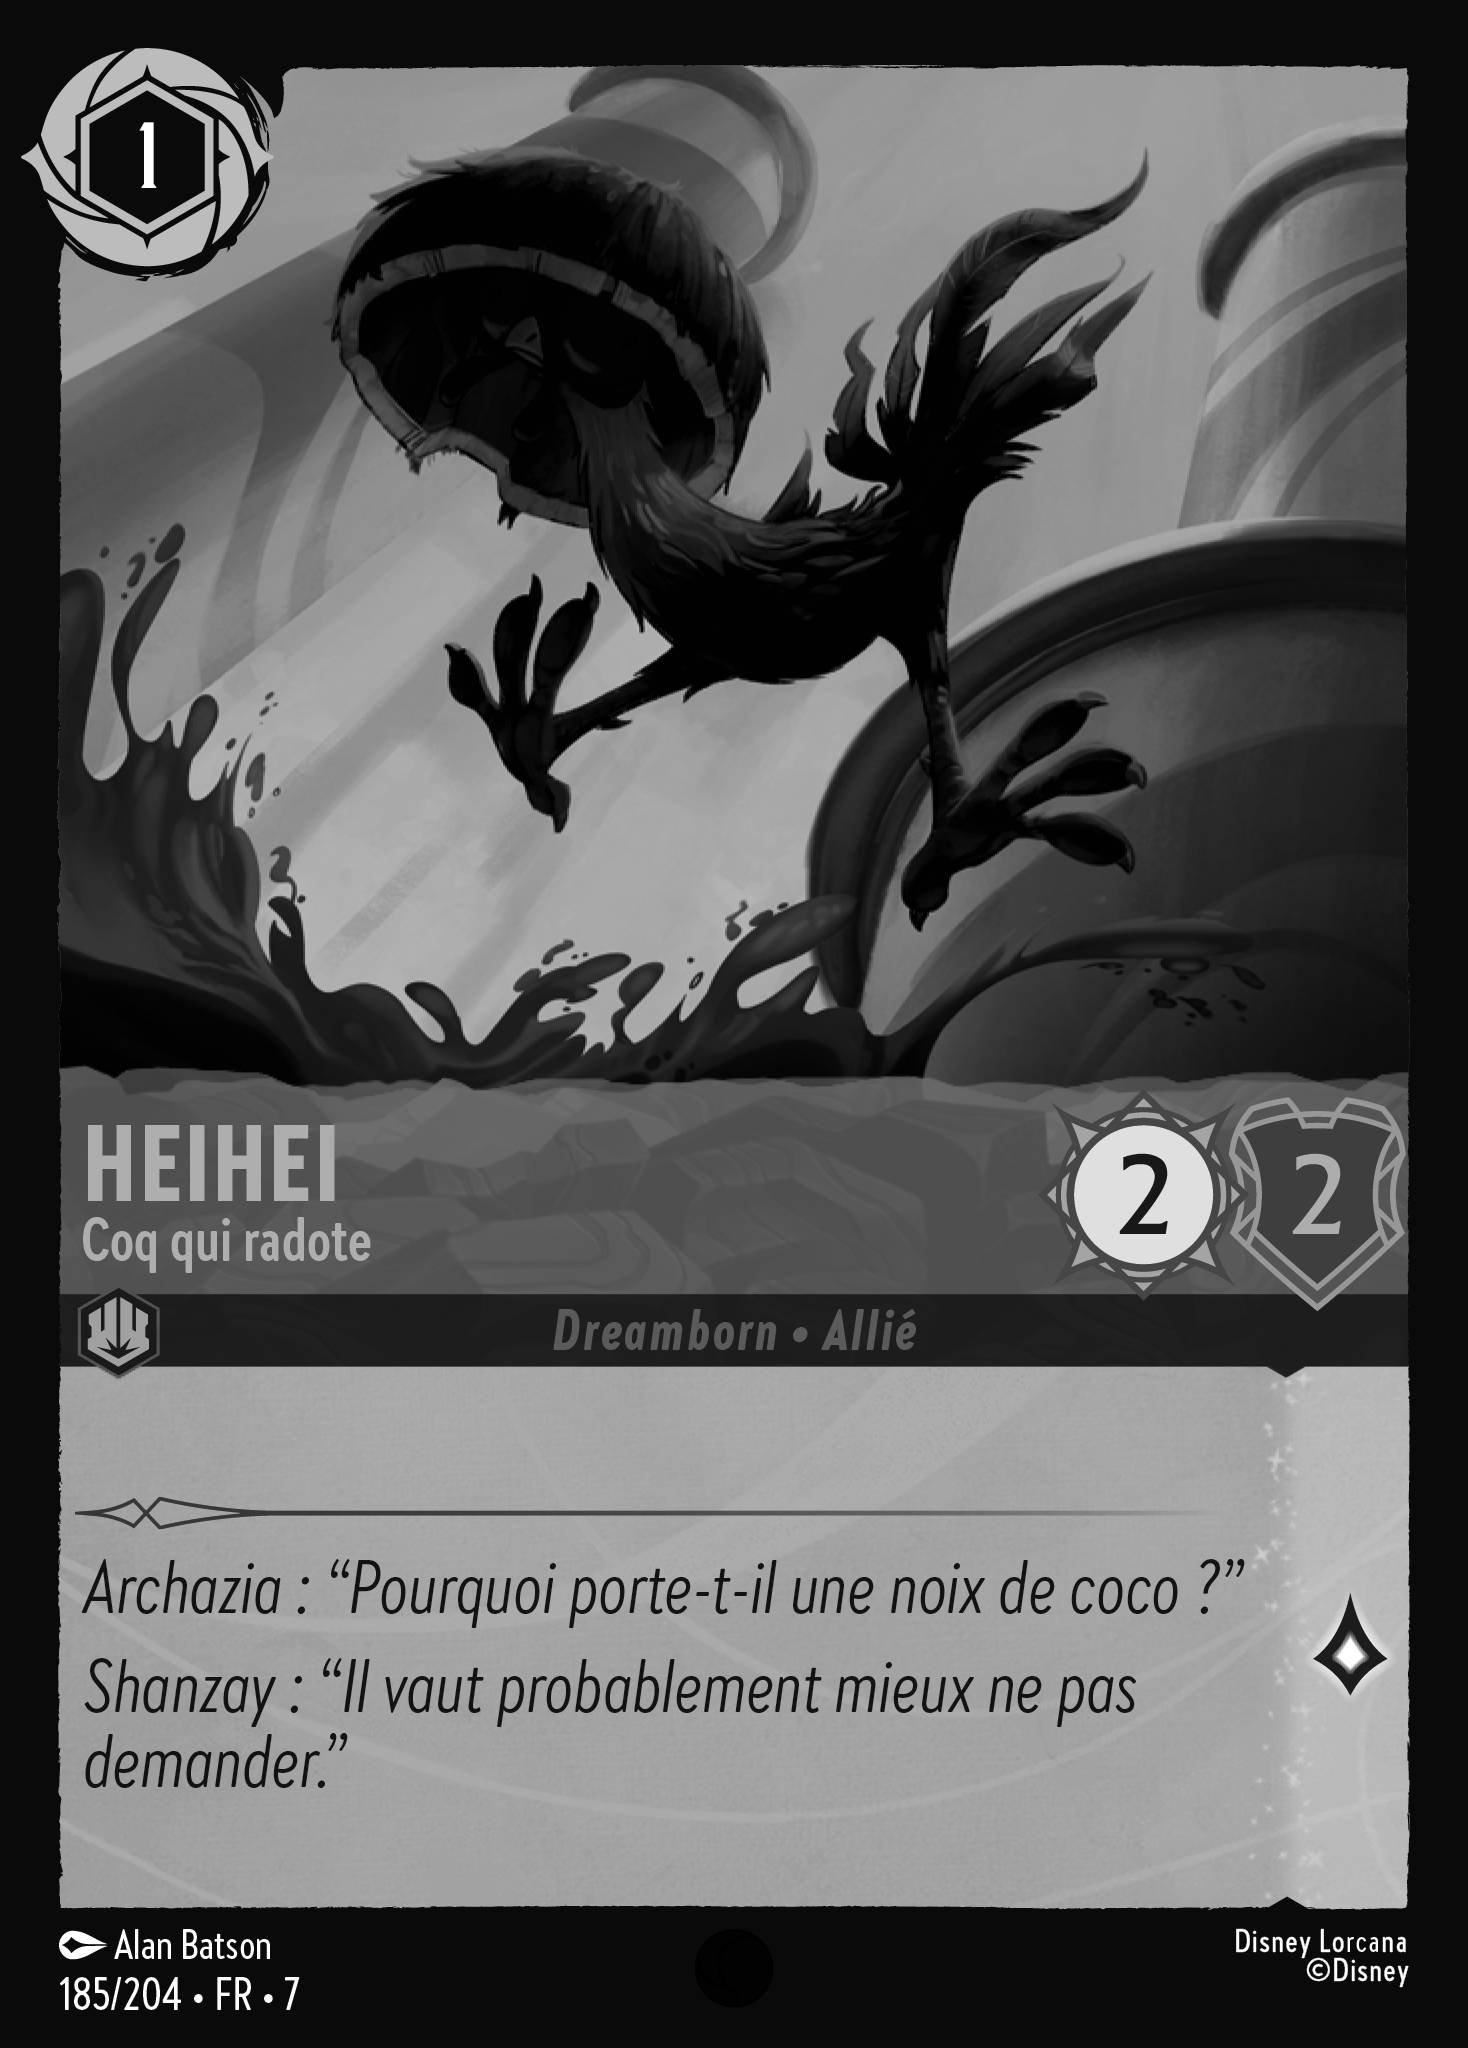 1
HEIHEI
Coq qui radote
2 2
Dreamborn • Allié
Archazia : “Pourquoi porte-t-il une noix de coco ?”
Shanzay : “Il vaut probablement mieux ne pas
demander.”
Alan Batson
185/204 • FR • 7
Disney Lorcana
©Disney